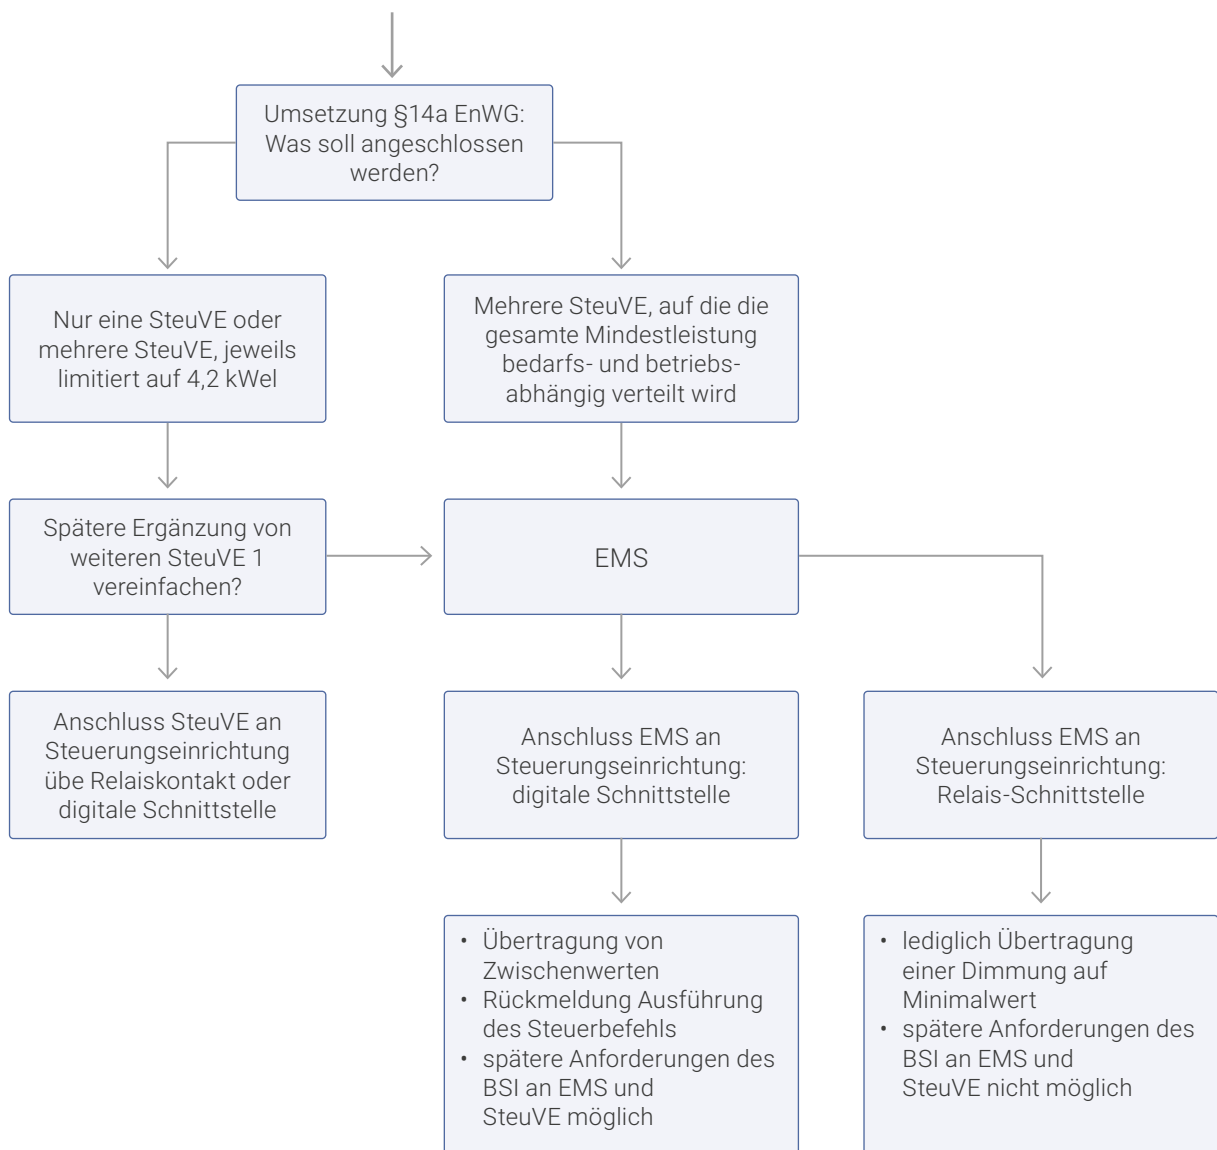 Umsetzung §14a EnWG:
Was soll angeschlossen
werden?
Nur eine SteuVE oder
mehrere SteuVE, jeweils
limitiert auf 4,2 kWel
Mehrere SteuVE, auf die die
gesamte Mindestleistung
bedarfs- und betriebs-
abhängig verteilt wird
Spätere Ergänzung von
weiteren SteuVE 1
vereinfachen?
EMS
Anschluss SteuVE an
Steuerungseinrichtung
übe Relaiskontakt oder
digitale Schnittstelle
Anschluss EMS an
Steuerungseinrichtung:
digitale Schnittstelle
Anschluss EMS an
Steuerungseinrichtung:
Relais-Schnittstelle
• Übertragung von
Zwischenwerten
• Rückmeldung Ausführung
des Steuerbefehls
• spätere Anforderungen des
BSI an EMS und
SteuVE möglich
• lediglich Übertragung
einer Dimmung auf
Minimalwert
• spätere Anforderungen des
BSI an EMS und
SteuVE nicht möglich